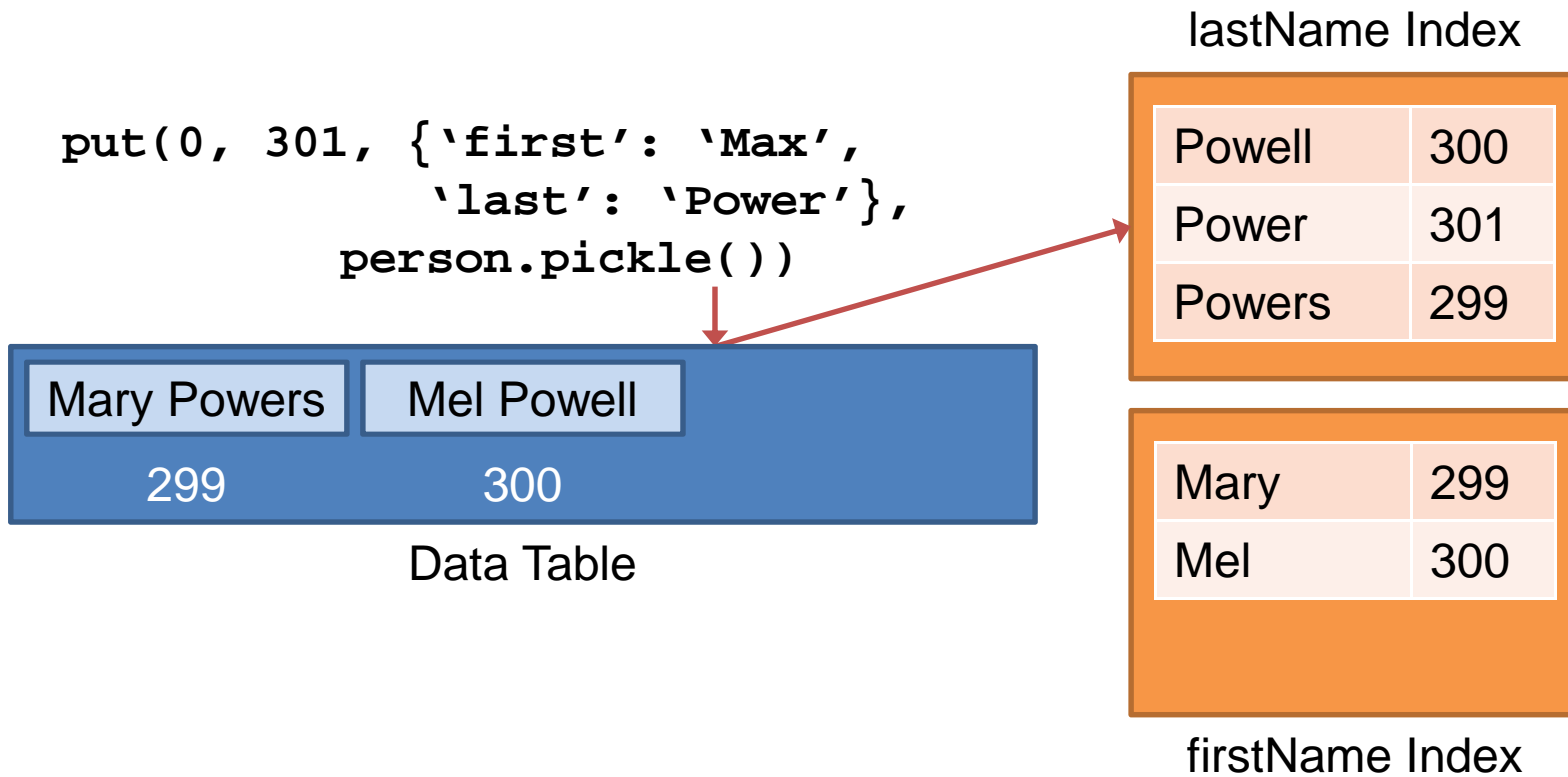 lastName Index
put(0, 301, {‘first’: ‘Max’,
‘last’: ‘Power’},
person.pickle())
Powell 300
Power 301
Powers 299
Mary Powers Mel Powell
299 300
Data Table
Mary 299
Mel 300
firstName Index